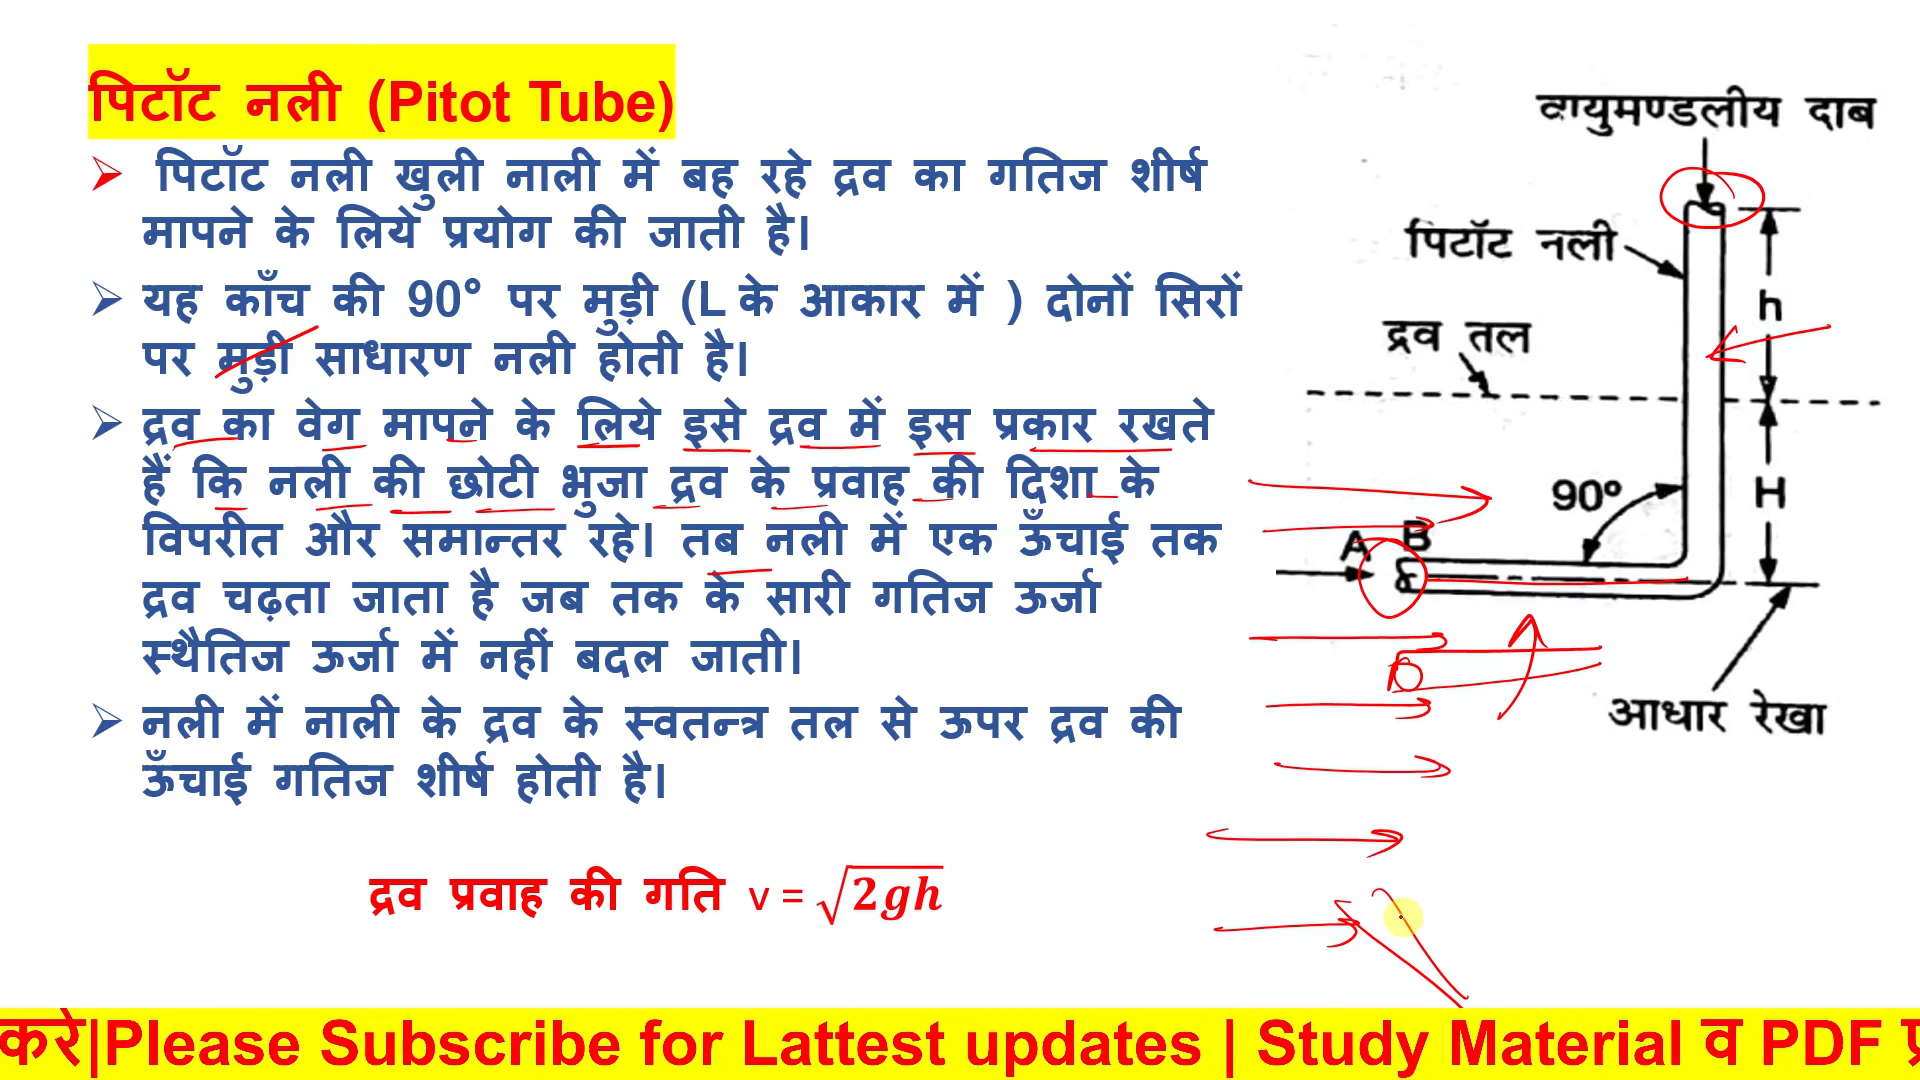 पिटॉट नली (Pitot Tube)
पिटॉट नली खुली नाली में बह रहे द्रव का गतिज शीर्ष
मापने के लिये प्रयोग की जाती है।
यह काँच की 90° पर मुड़ी (L के आकार में ) दोनों सिरों
पर मुड़ी साधारण नली होती है।
द्रव का वेग मापने के लिये इसे द्रव में इस प्रकार रखते
हैं कि नली की छोटी भुजा द्रव के प्रवाह की दिशा के
विपरीत और समान्तर रहे। तब नली में एक ऊँचाई तक
द्रव चढ़ता जाता है जब तक के सारी गतिज ऊर्जा
स्थैतिज ऊर्जा में नहीं बदल जाती।
नली में नाली के द्रव के स्वतन्त्र तल से ऊपर द्रव की
ऊँचाई गतिज शीर्ष होती है।
द्रव प्रवाह की गति v = √2gh
वायुमण्डलीय दाब
पिटॉट नली
h
द्रव तल
90°
H
A B
आधार रेखा
करे|Please Subscribe for Lattest updates | Study Material व PDF